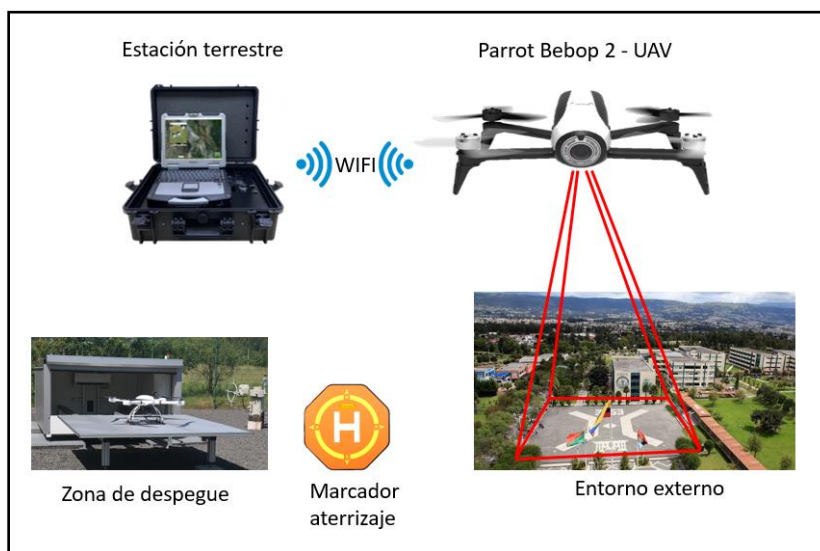 Estación terrestre
Parrot Bebop 2 - UAV
WIFI
H
Zona de despegue
Marcador
aterrizaje
Entorno externo